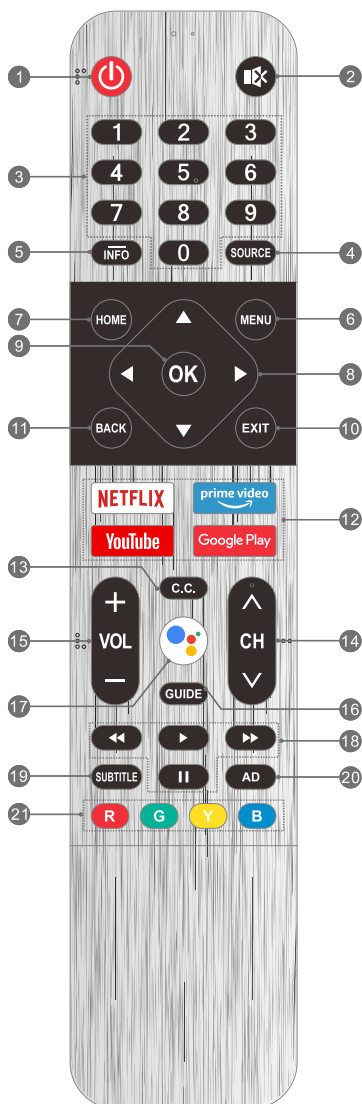 1 2
1 2 3
3 4 5 6
7 8 9
5 INFO 0 SOURCE 4
7 HOME MENU 6
9 OK 8
11 BACK EXIT 10
NETFLIX prime video
12
YouTube Google Play
13 C.C.
+
15 VOL CH 14
17 GUIDE 16
18
19 SUBTITLE AD 20
21 R G Y B